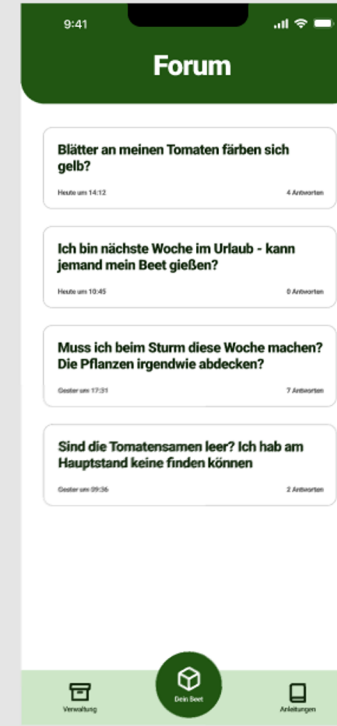 9:41
Forum
Blätter an meinen Tomaten färben sich
gelb?
Heute um 14:12
4 Antworten
Ich bin nächste Woche im Urlaub - kann
jemand mein Beet gießen?
Heute um 10:45
0 Antworten
Muss ich beim Sturm diese Woche machen?
Die Pflanzen irgendwie abdecken?
Gester um 17:31
7 Antworten
Sind die Tomatensamen leer? Ich hab am
Hauptstand keine finden können
Gester um 09:36
2 Antworten
Verwaltung
Dein Beet
Anleitungen